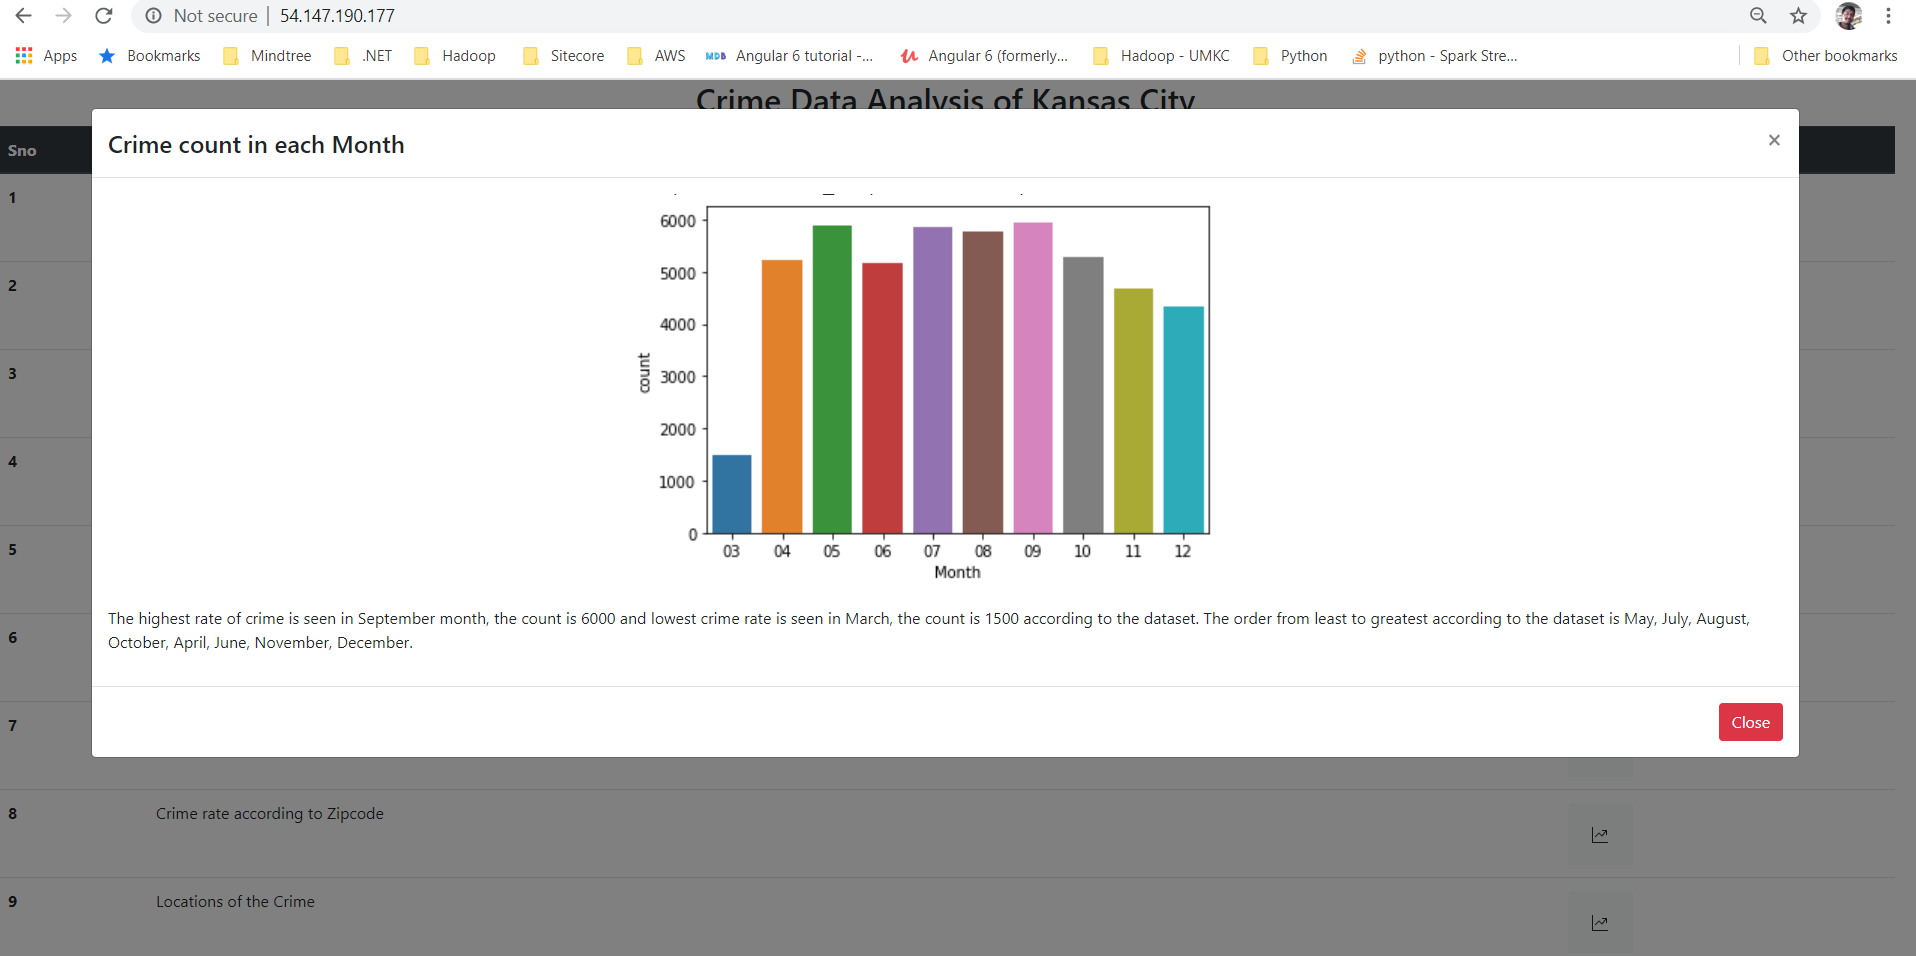 Not secure | 54.147.190.177
Apps Bookmarks Mindtree .NET Hadoop Sitecore AWS MDB Angular 6 tutorial -... Angular 6 (formerly... Hadoop - UMKC Python python - Spark Stre... Other bookmarks
Crime Data Analysis of Kansas City
Sno
Crime count in each Month ×
1
2
3
4
5
6
7
6000
5000
4000
3000
2000
1000
0
count
03 04 05 06 07 08 09 10 11 12
Month
The highest rate of crime is seen in September month, the count is 6000 and lowest crime rate is seen in March, the count is 1500 according to the dataset. The order from least to greatest according to the dataset is May, July, August,
October, April, June, November, December.
Close
8 Crime rate according to Zipcode
9 Locations of the Crime